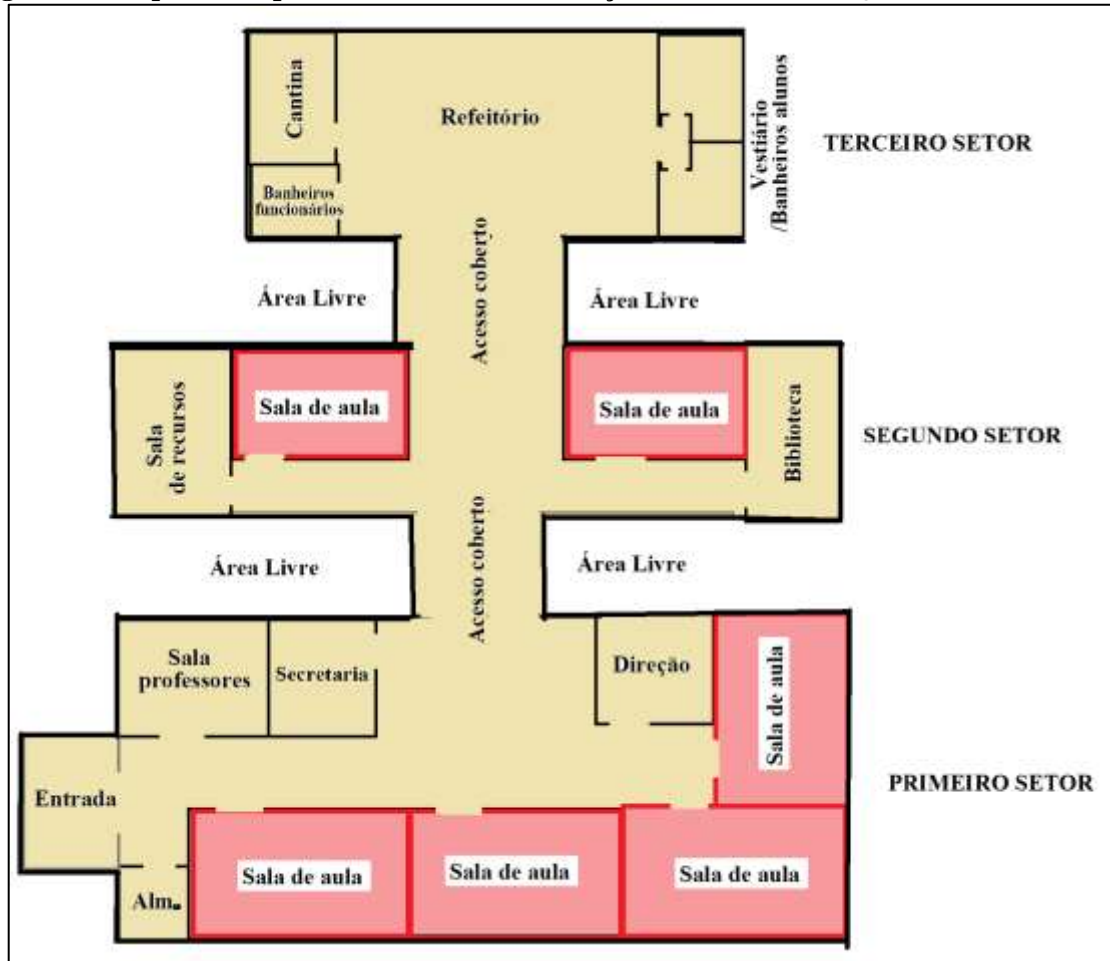 Cantina
Refeitório
Vestiário
/Banheiros alunos
TERCEIRO SETOR
Banheiros
funcionários
Acesso coberto
Área Livre
Área Livre
Sala
de recursos
Sala de aula
Sala de aula
Biblioteca
SEGUNDO SETOR
Acesso coberto
Área Livre
Área Livre
Sala
professores
Secretaria
Direção
Sala de aula
Entrada
PRIMEIRO SETOR
Alm.
Sala de aula
Sala de aula
Sala de aula